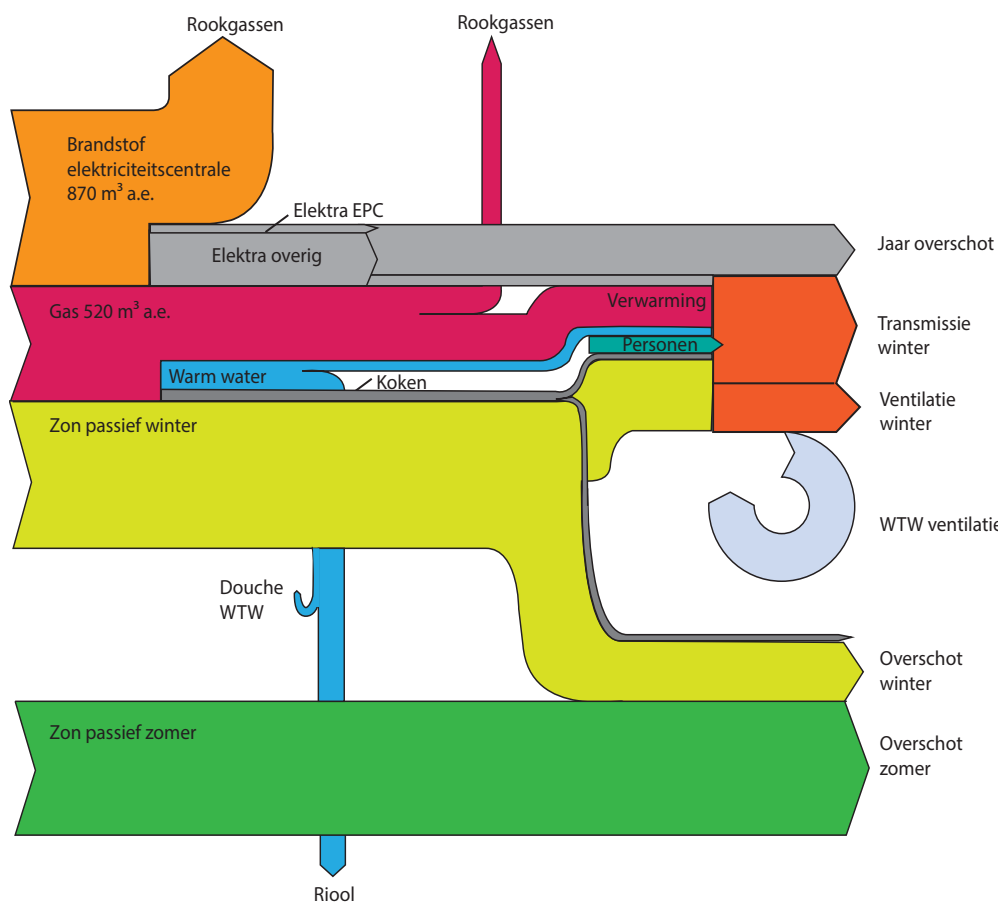 Rookgassen
Rookgassen
Brandstof
elektriciteitscentrale
870 m³ a.e.
Elektra EPC
Elektra overig
Jaar overschot
Gas 520 m³ a.e.
Verwarming
Transmissie
winter
Personen
Warm water
Koken
Ventilatie
winter
Zon passief winter
WTW ventilatie
Douche
WTW
Overschot
winter
Zon passief zomer
Overschot
zomer
Riool